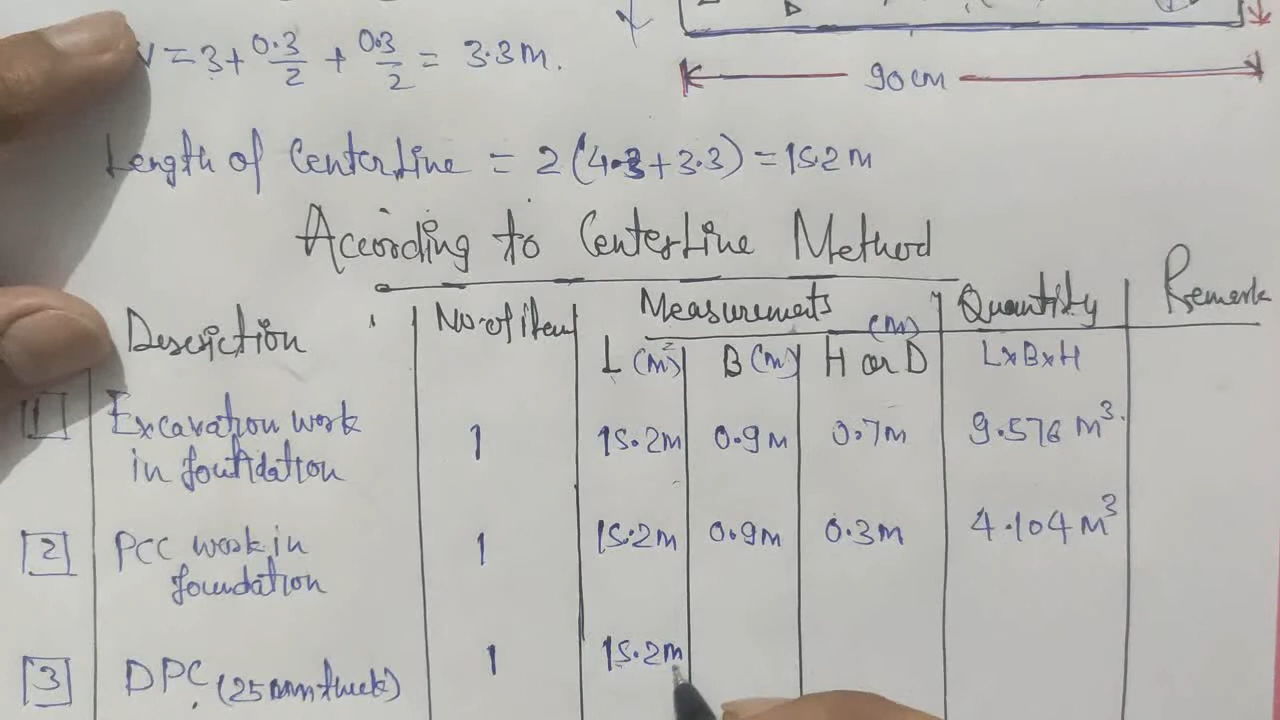 V = 3 + 0.3/2 + 0.3/2 = 3.3m.
90cm
Length of CenterLine = 2(4.3+3.3) = 15.2m
According to CenterLine Method
Descriction No. of item Measurements (m) Quantity Remark
L (m) B (m) H or D L×B×H
1 Excavation work in foundation 1 15.2m 0.9m 0.7m 9.576 m³.
2 PCC work in foundation 1 15.2m 0.9m 0.3m 4.104 m³
3 DPC (25mm thick) 1 15.2m